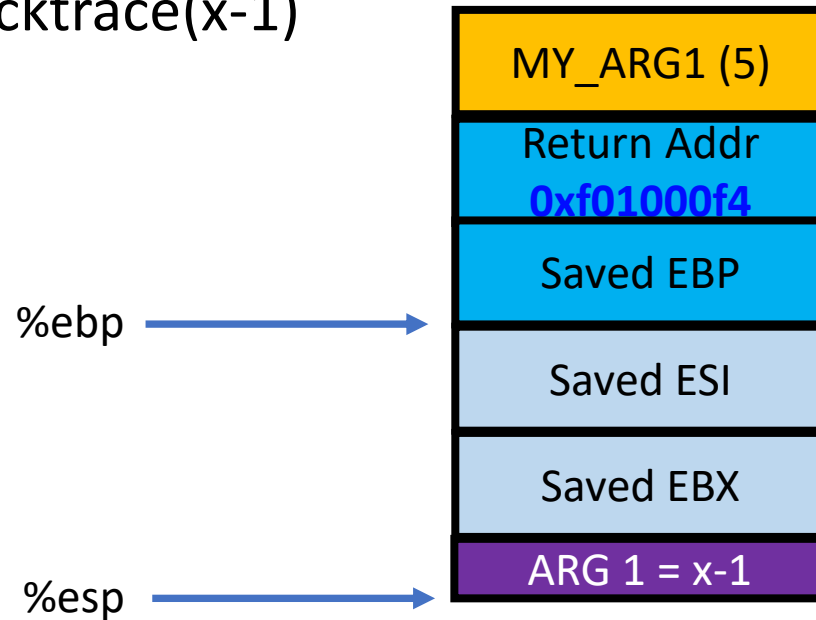 cktrace(x-1)
MY_ARG1 (5)
Return Addr
0xf01000f4
Saved EBP
%ebp
Saved ESI
Saved EBX
ARG 1 = x-1
%esp